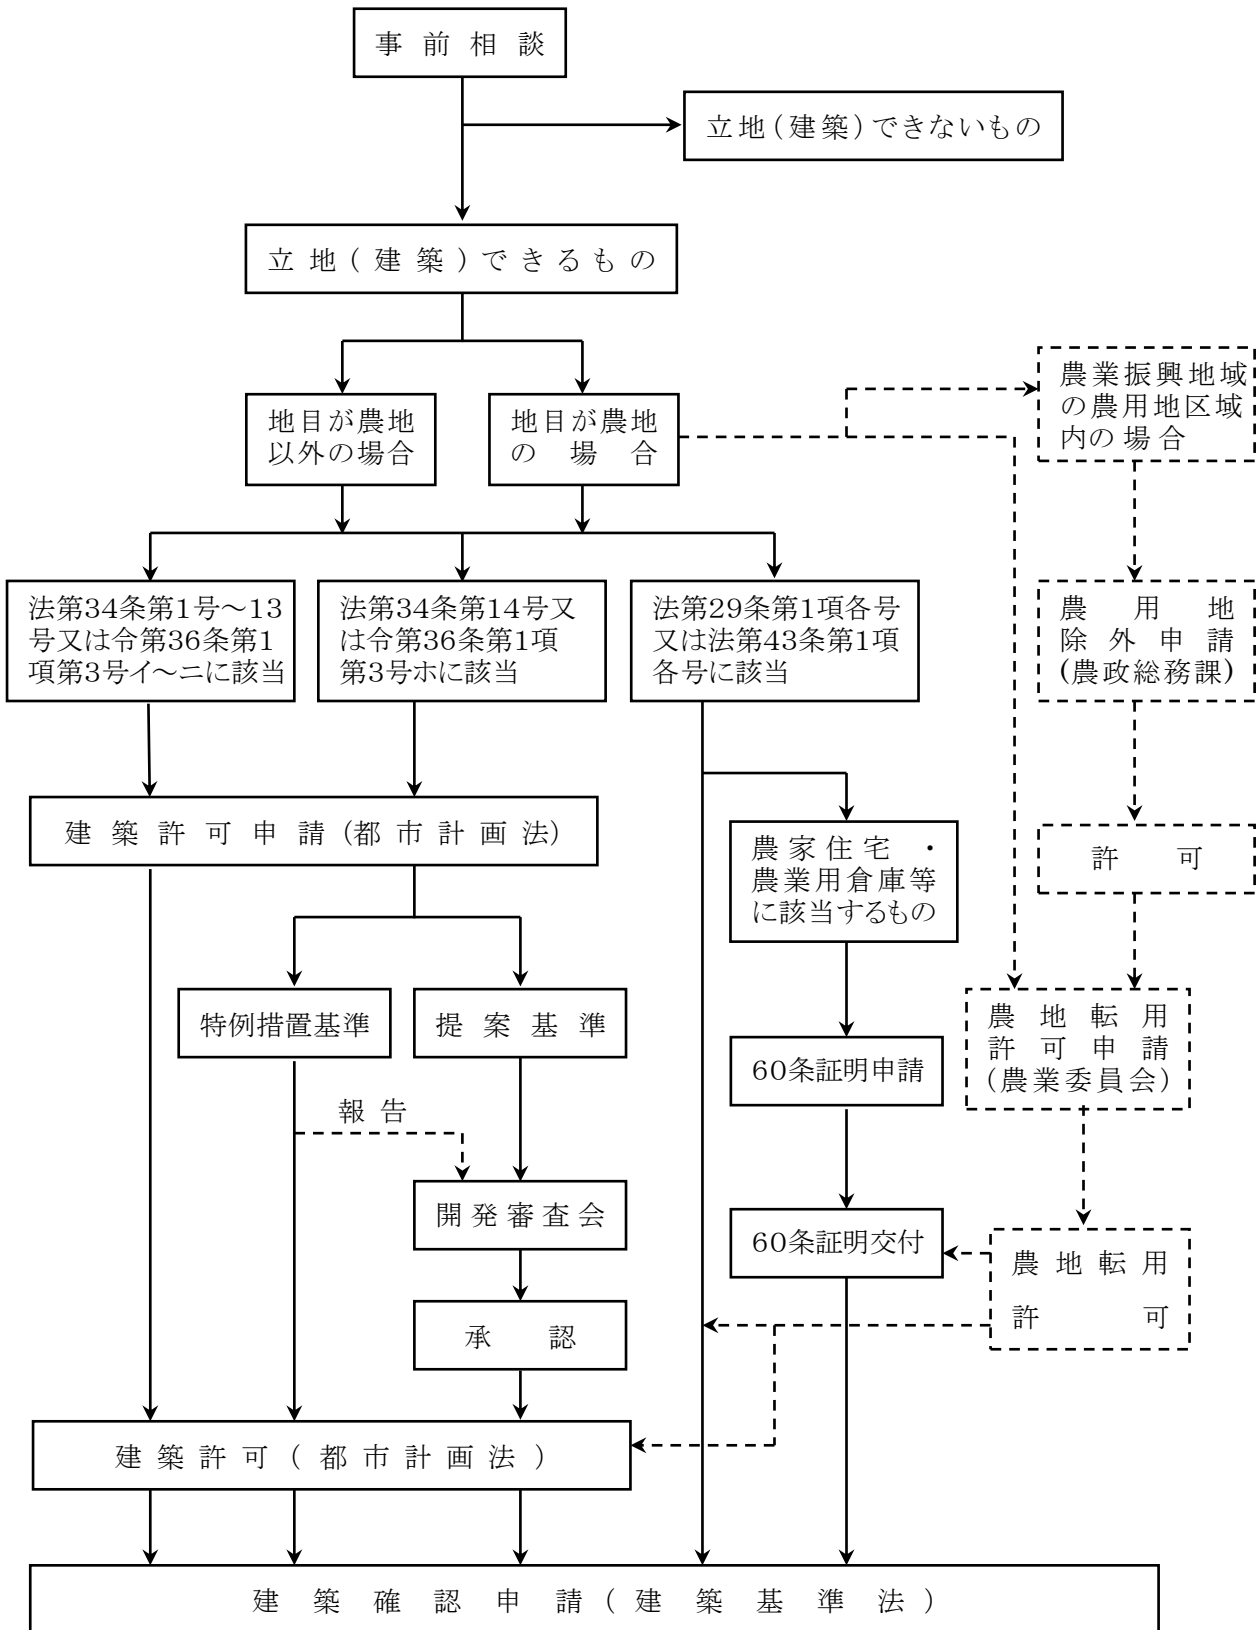 事前相談
立地(建築)できないもの
立地(建築)できるもの
地目が農地
以外の場合
地目が農地
の場合
農業振興地域
の農用地区域
内の場合
法第34条第1号～13
号又は令第36条第1
項第3号イ～ニに該当
法第34条第14号又
は令第36条第1項
第3号ホに該当
法第29条第1項各号
又は法第43条第1項
各号に該当
農用地
除外申請
(農政総務課)
建築許可申請(都市計画法)
農家住宅・
農業用倉庫等
に該当するもの
許可
特例措置基準
提案基準
農地転用
許可申請
(農業委員会)
60条証明申請
報告
開発審査会
60条証明交付
農地転用
許可
承認
建築許可(都市計画法)
建築確認申請(建築基準法)